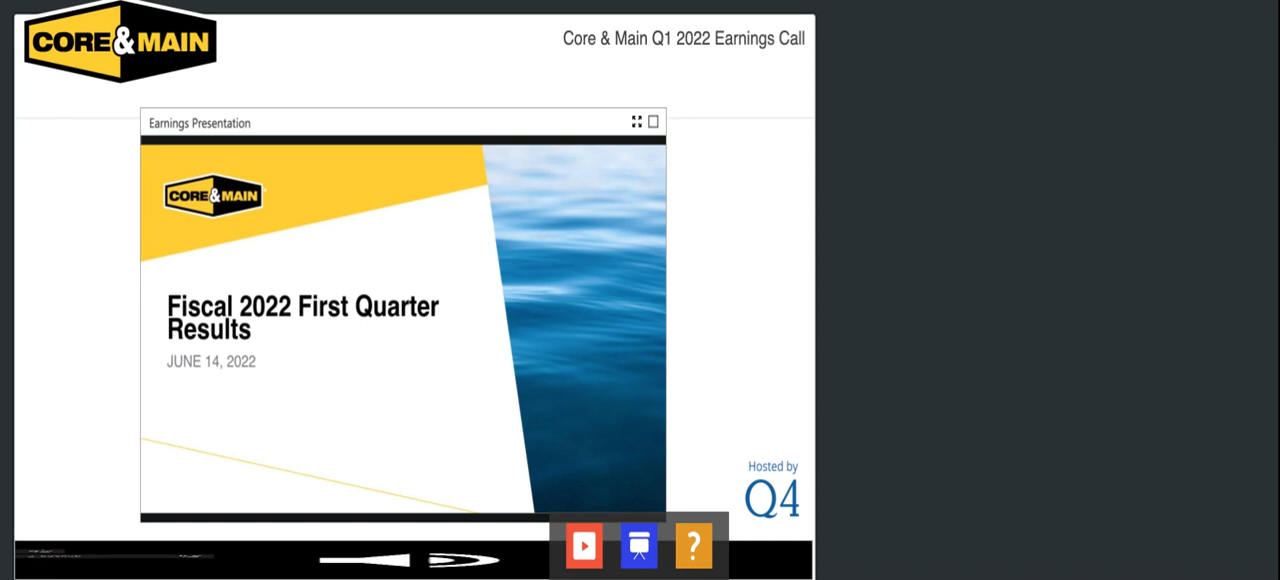 CORE&MAIN
Core & Main Q1 2022 Earnings Call
Earnings Presentation
CORE&MAIN
Fiscal 2022 First Quarter
Results
JUNE 14, 2022
Hosted by
Q4
?